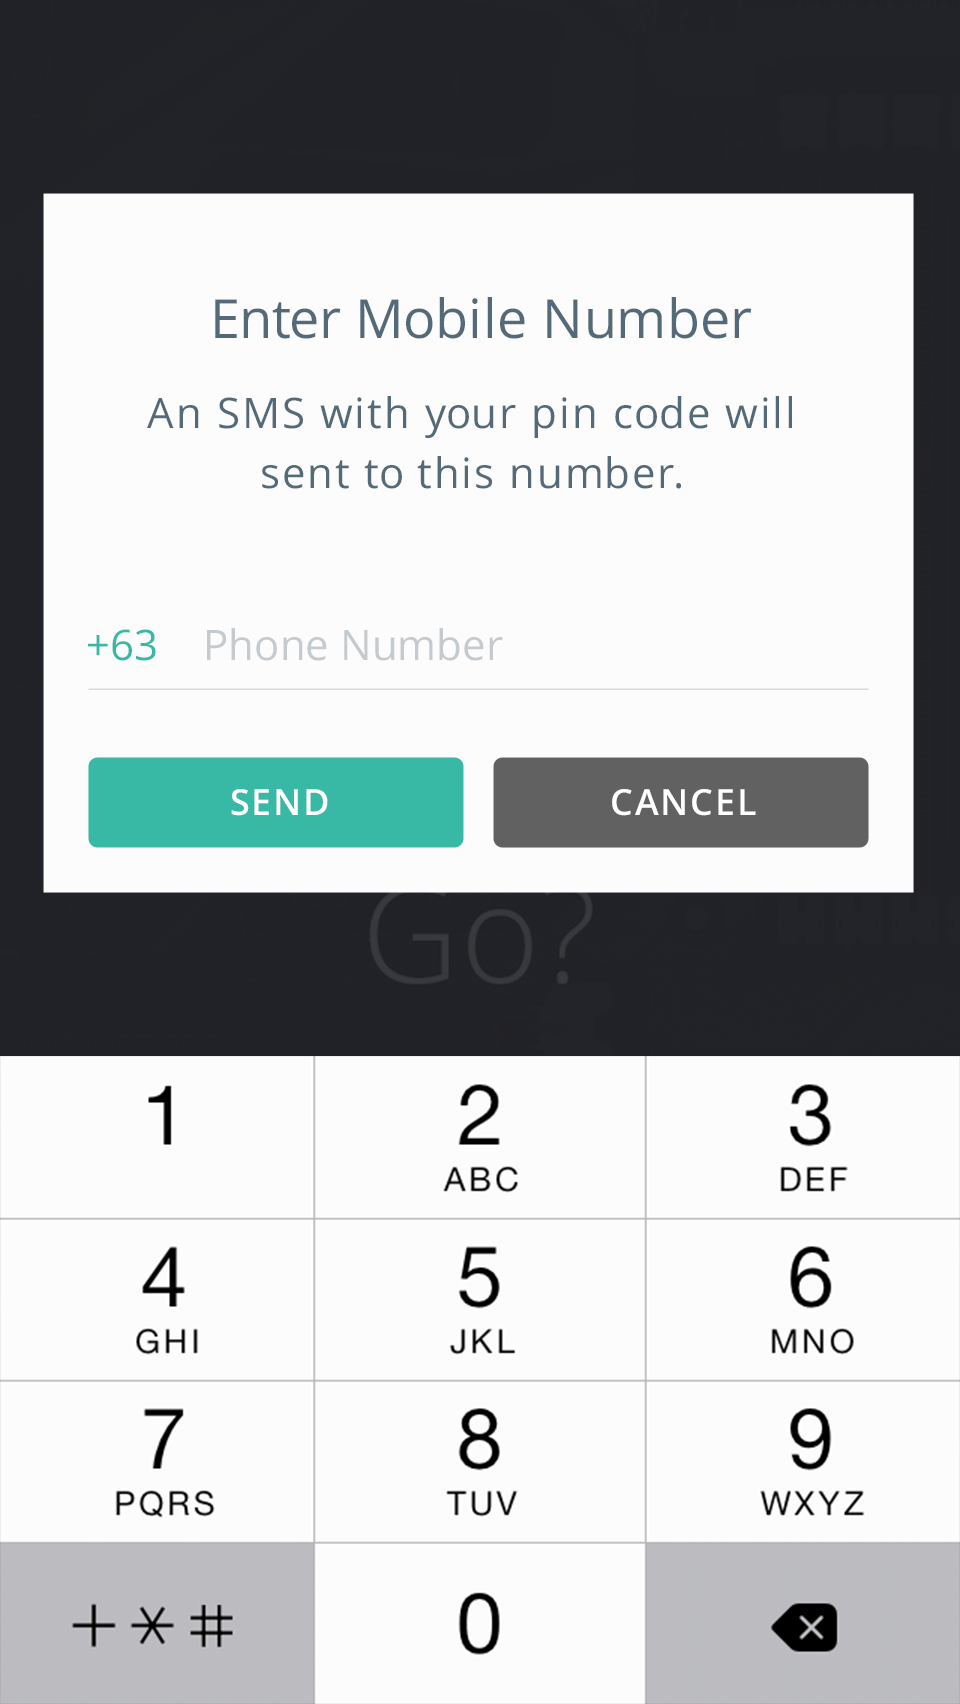 Enter Mobile Number
An SMS with your pin code will
sent to this number.
+63 Phone Number
SEND CANCEL
Go?
1 2 3
ABC DEF
4 5 6
GHI JKL MNO
7 8 9
PQRS TUV WXYZ
+*# 0